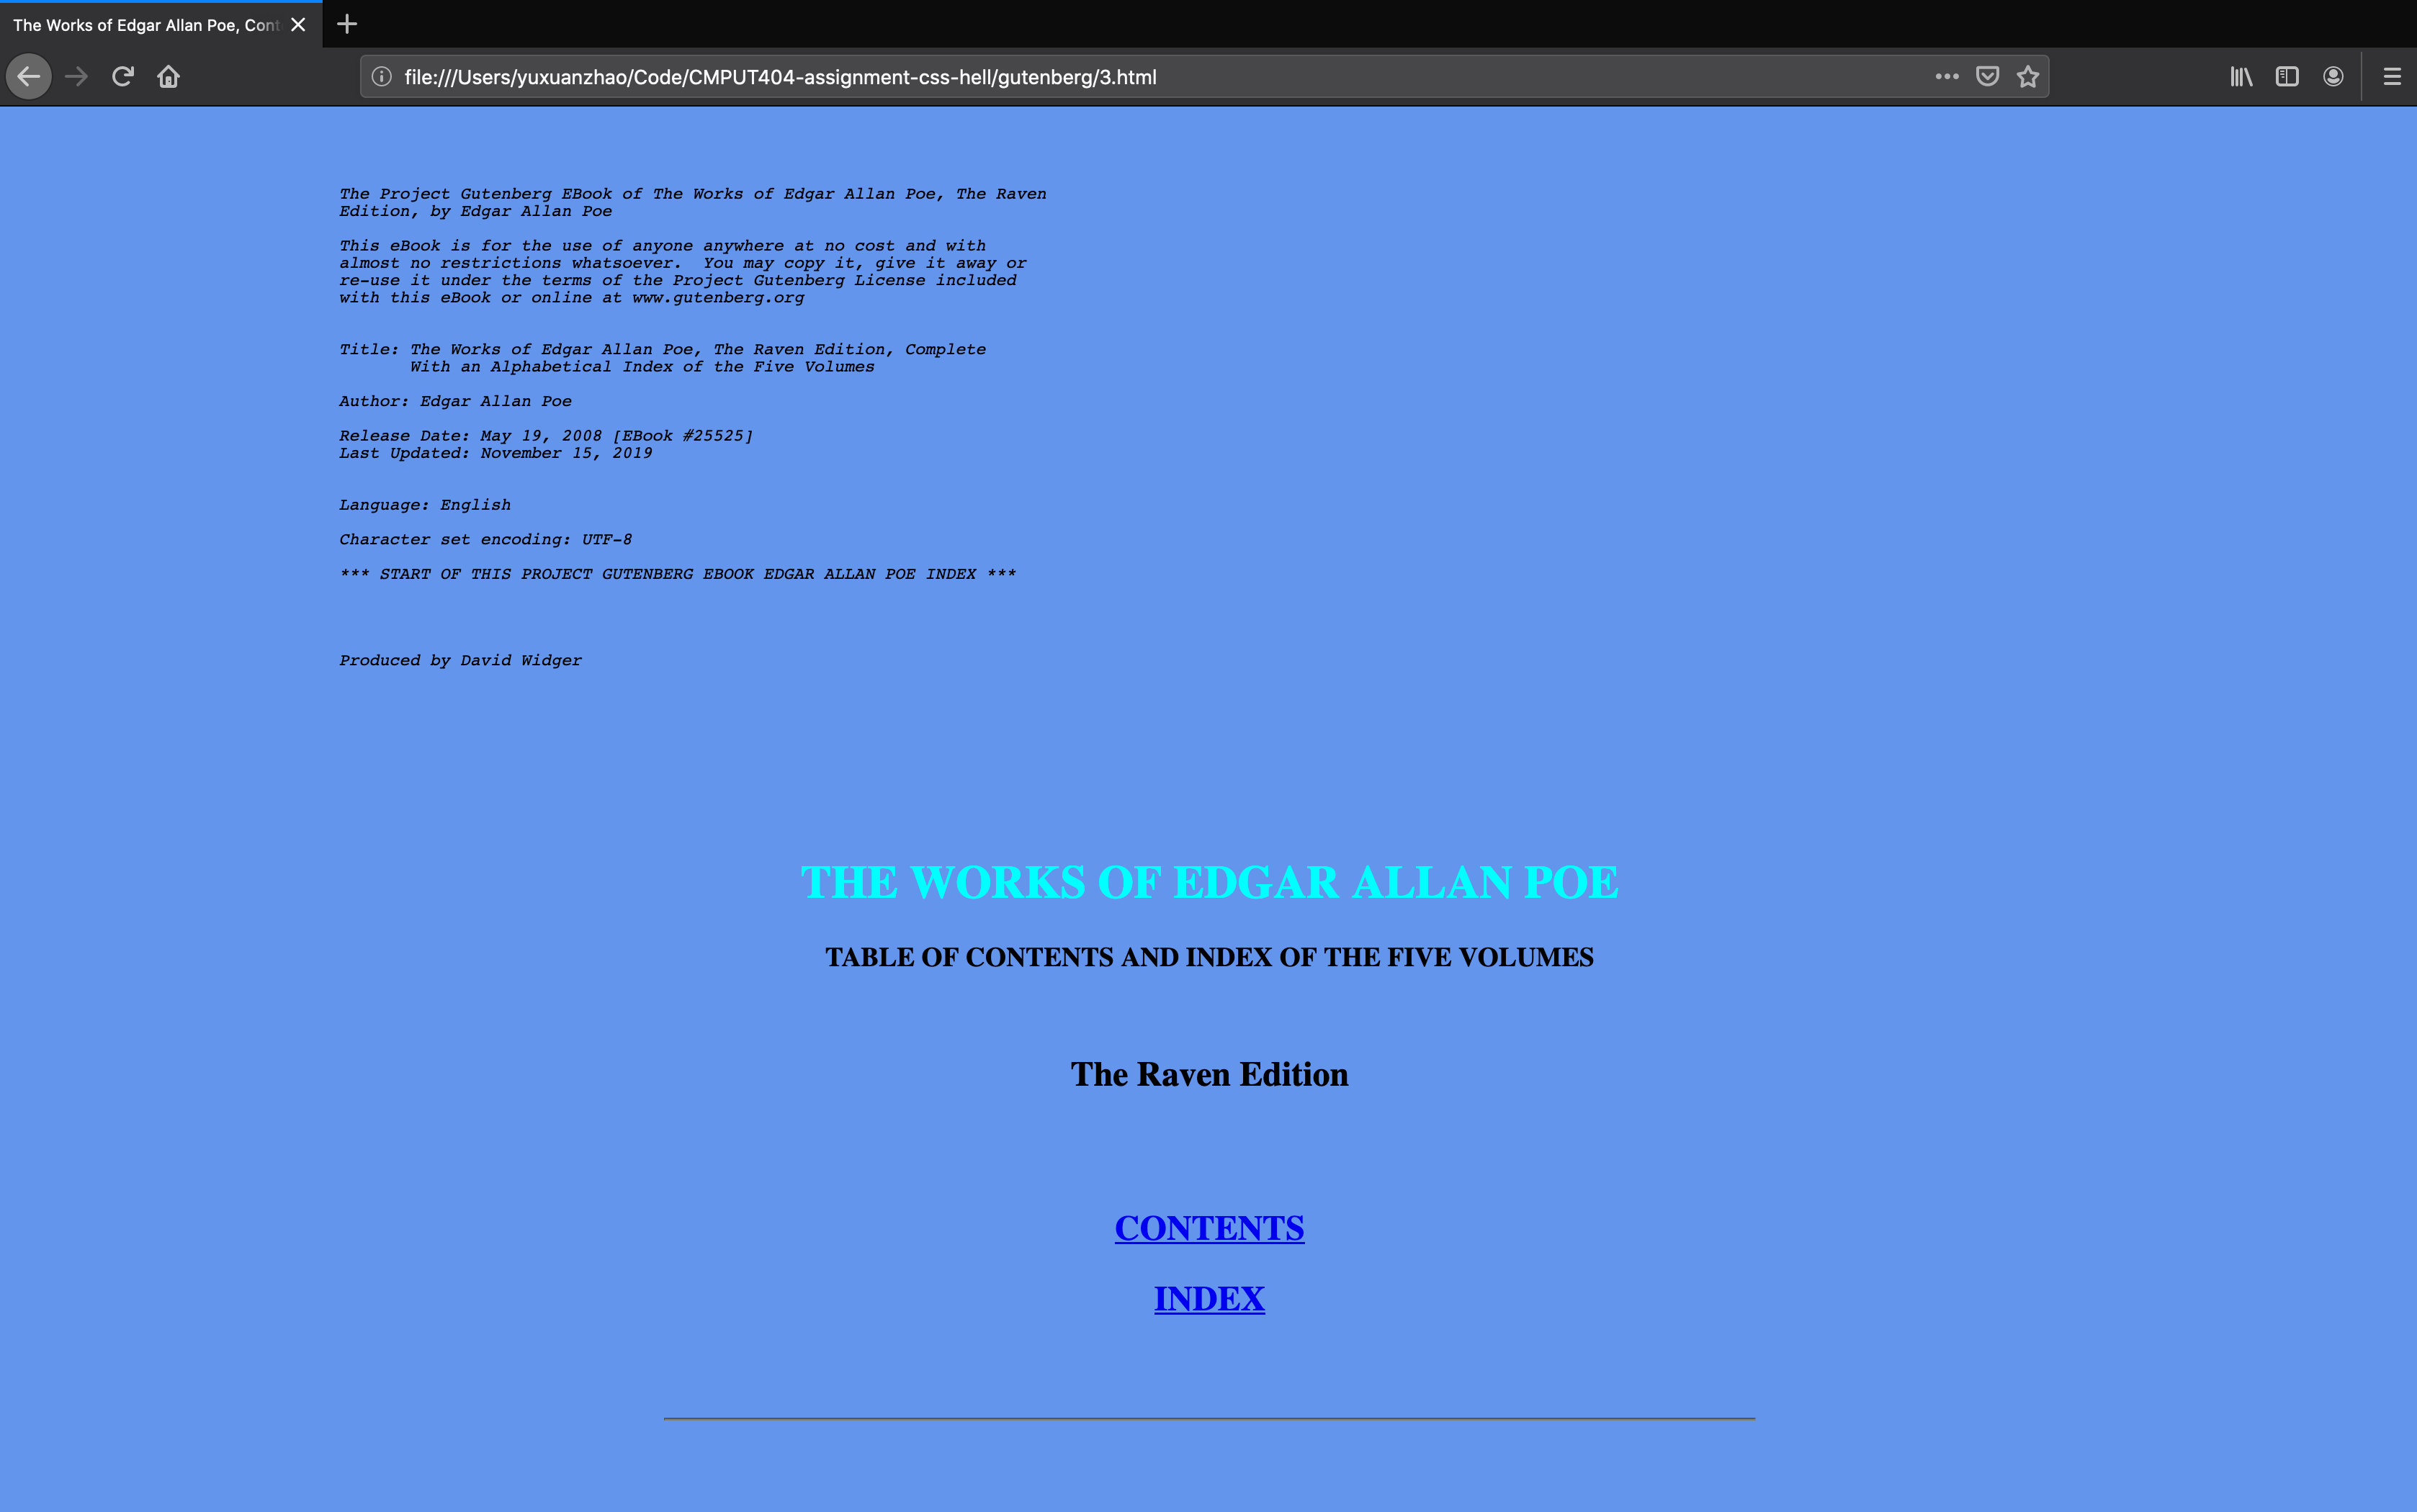 The Works of Edgar Allan Poe, Cont
file:///Users/yuxuanzhao/Code/CMPUT404-assignment-css-hell/gutenberg/3.html
The Project Gutenberg EBook of The Works of Edgar Allan Poe, The Raven
Edition, by Edgar Allan Poe
This eBook is for the use of anyone anywhere at no cost and with
almost no restrictions whatsoever.  You may copy it, give it away or
re-use it under the terms of the Project Gutenberg License included
with this eBook or online at www.gutenberg.org
Title: The Works of Edgar Allan Poe, The Raven Edition, Complete
With an Alphabetical Index of the Five Volumes
Author: Edgar Allan Poe
Release Date: May 19, 2008 [EBook #25525]
Last Updated: November 15, 2019
Language: English
Character set encoding: UTF-8
*** START OF THIS PROJECT GUTENBERG EBOOK EDGAR ALLAN POE INDEX ***
Produced by David Widger
THE WORKS OF EDGAR ALLAN POE
TABLE OF CONTENTS AND INDEX OF THE FIVE VOLUMES
The Raven Edition
CONTENTS
INDEX